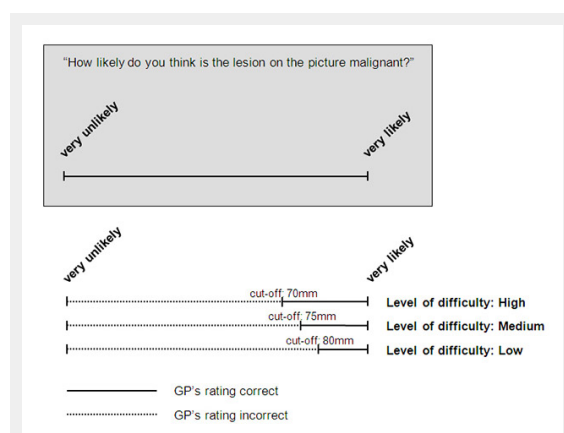 “How likely do you think is the lesion on the picture malignant?”
very unlikely
very likely
very unlikely
very likely
cut-off; 70mm
Level of difficulty: High
cut-off; 75mm
Level of difficulty: Medium
cut-off; 80mm
Level of difficulty: Low
GP's rating correct
GP's rating incorrect